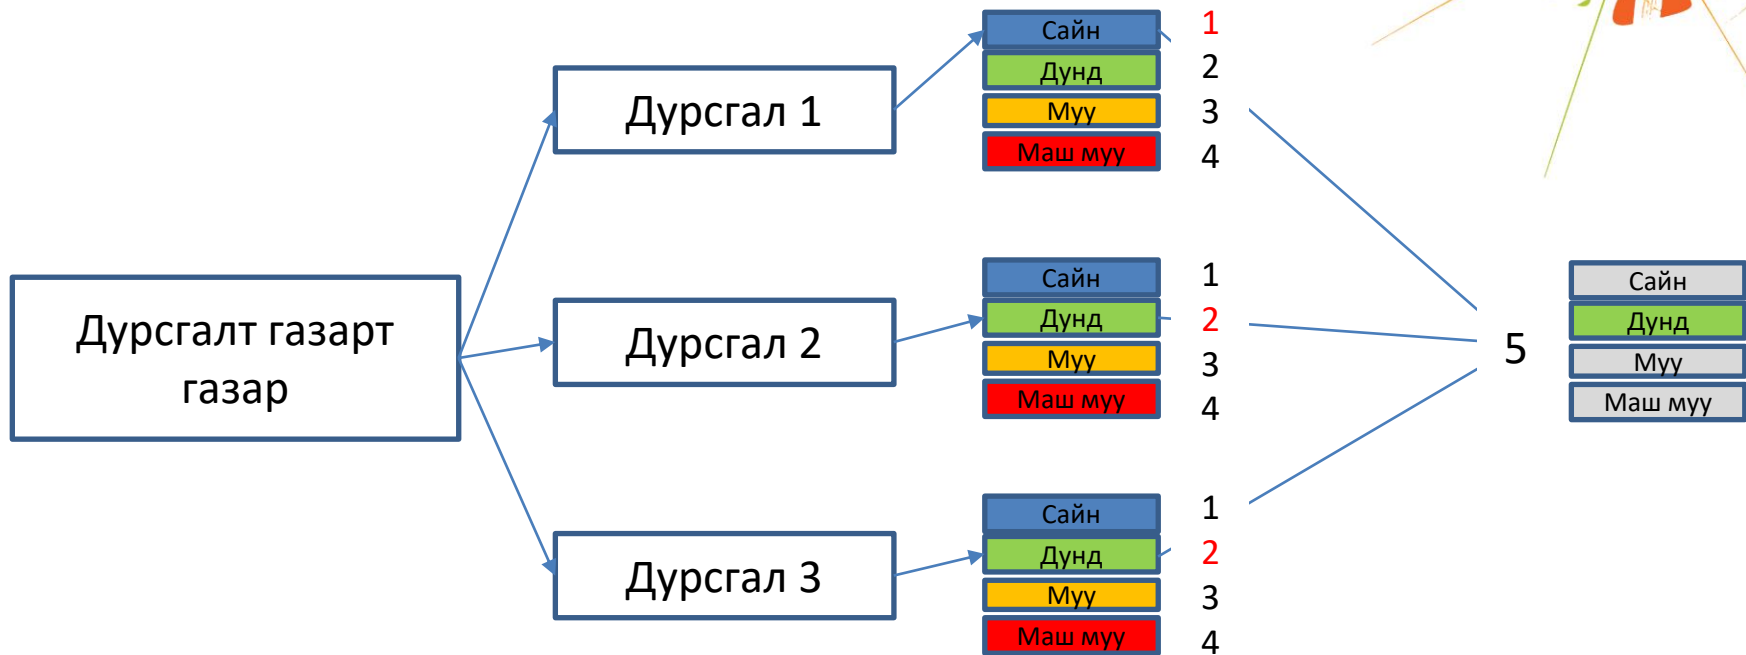 Дурсгалт газарт
газар
Дурсгал 1
Сайн 1
Дунд 2
Муу 3
Маш муу 4
Дурсгал 2
Сайн 1
Дунд 2
Муу 3
Маш муу 4
Дурсгал 3
Сайн 1
Дунд 2
Муу 3
Маш муу 4
5
Сайн
Дунд
Муу
Маш муу